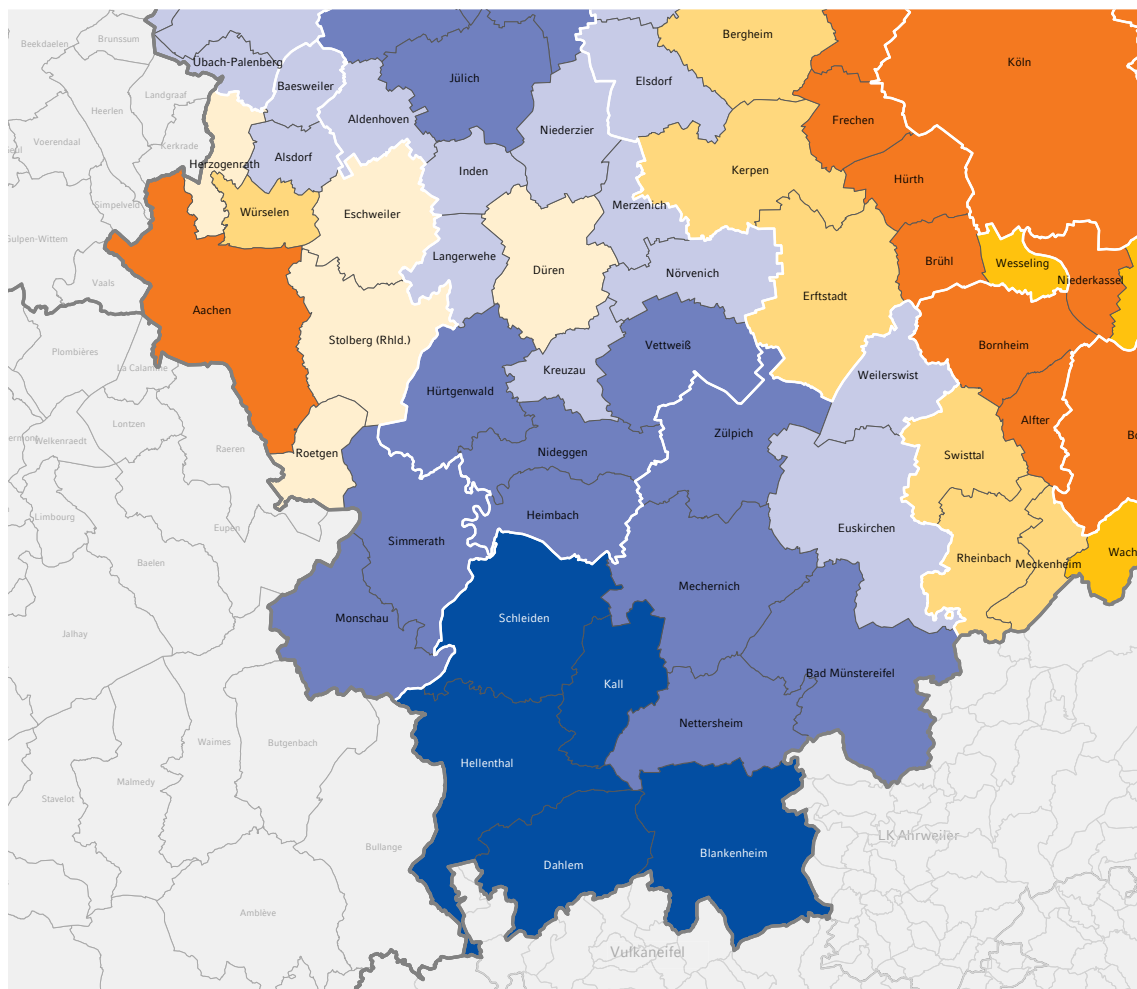 Bergheim
Brunssum
Beekdaelen
Übach-Palenberg
Köln
Jülich
Elsdorf
Baesweiler
Landgraaf
Heerlen
Aldenhoven
Frechen
Niederzier
Voerendaal
Kerkrade
Alsdorf
Herzogenrath
Inden
Kerpen
Hürth
Simpelveld
Merzenich
Würselen
Eschweiler
Gulpen-Wittem
Langerwehe
Brühl
Wesseling
Düren
Nörvenich
Niederkassel
Vaals
Erftstadt
Aachen
Stolberg (Rhld.)
Vettweiß
Bornheim
Plombières
La Calamine
Kreuzau
Weilerswist
Hürtgenwald
Lontzen
Alfter
Zülpich
Welkenraedt
Raeren
Roetgen
Nideggen
Swisttal
Limbourg
Heimbach
Eupen
Euskirchen
Simmerath
Wach
Baelen
Rheinbach
Meckenheim
Mechernich
Schleiden
Monschau
Jalhay
Bad Münstereifel
Kall
Nettersheim
Waimes
Butgenbach
Hellenthal
Malmedy
Stavelot
LK Ahrweiler
Bullange
Blankenheim
Dahlem
Amblève
Vulkaneifel